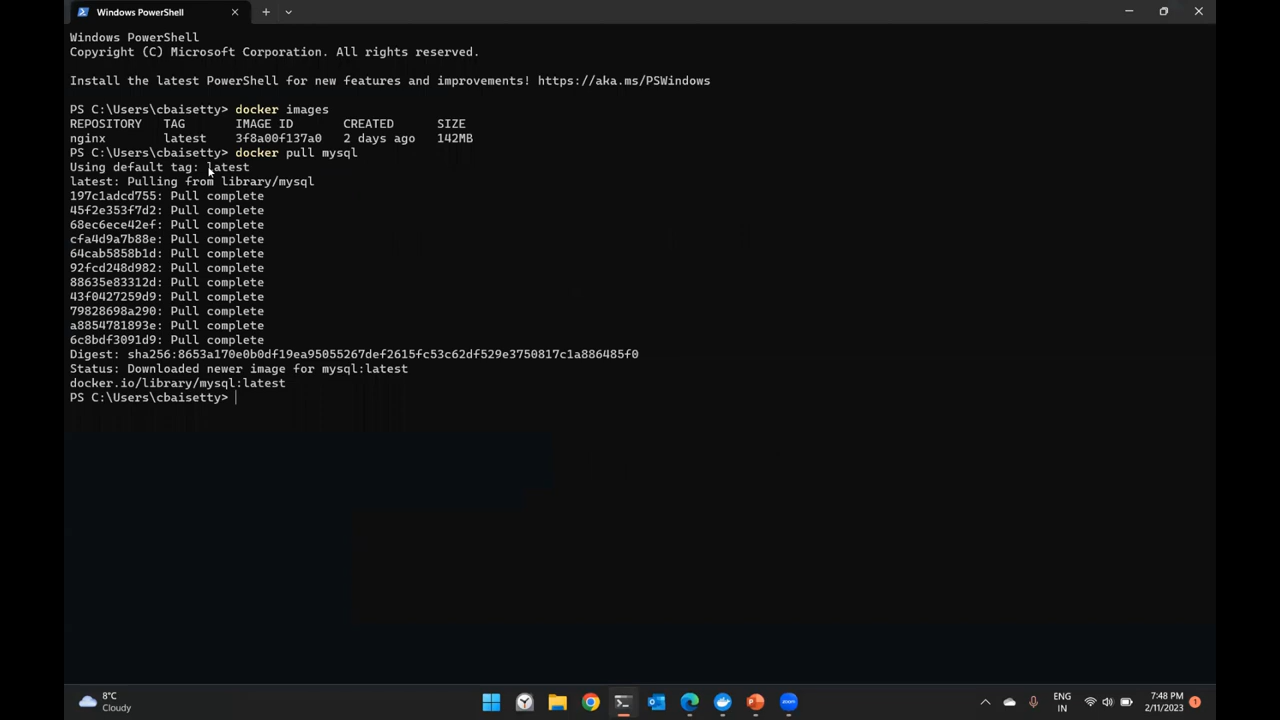 Windows PowerShell
Windows PowerShell
Copyright (C) Microsoft Corporation. All rights reserved.
Install the latest PowerShell for new features and improvements! https://aka.ms/PSWindows
PS C:\Users\cbaisetty> docker images
REPOSITORY   TAG       IMAGE ID       CREATED      SIZE
nginx        latest    3f8a00f137a0   2 days ago   142MB
PS C:\Users\cbaisetty> docker pull mysql
Using default tag: latest
latest: Pulling from library/mysql
197c1adcd755: Pull complete
45f2e353f7d2: Pull complete
68ec6ece42ef: Pull complete
cfa4d9a7b88e: Pull complete
64cab5858b1d: Pull complete
92fcd248d982: Pull complete
88635e83312d: Pull complete
43f0427259d9: Pull complete
79828698a290: Pull complete
a8854781893e: Pull complete
6c8bdf3091d9: Pull complete
Digest: sha256:8653a170e0b0df19ea95055267def2615fc53c62df529e3750817c1a886485f0
Status: Downloaded newer image for mysql:latest
docker.io/library/mysql:latest
PS C:\Users\cbaisetty>
8°C
Cloudy
zoom
ENG
IN
7:48 PM
2/11/2023
1